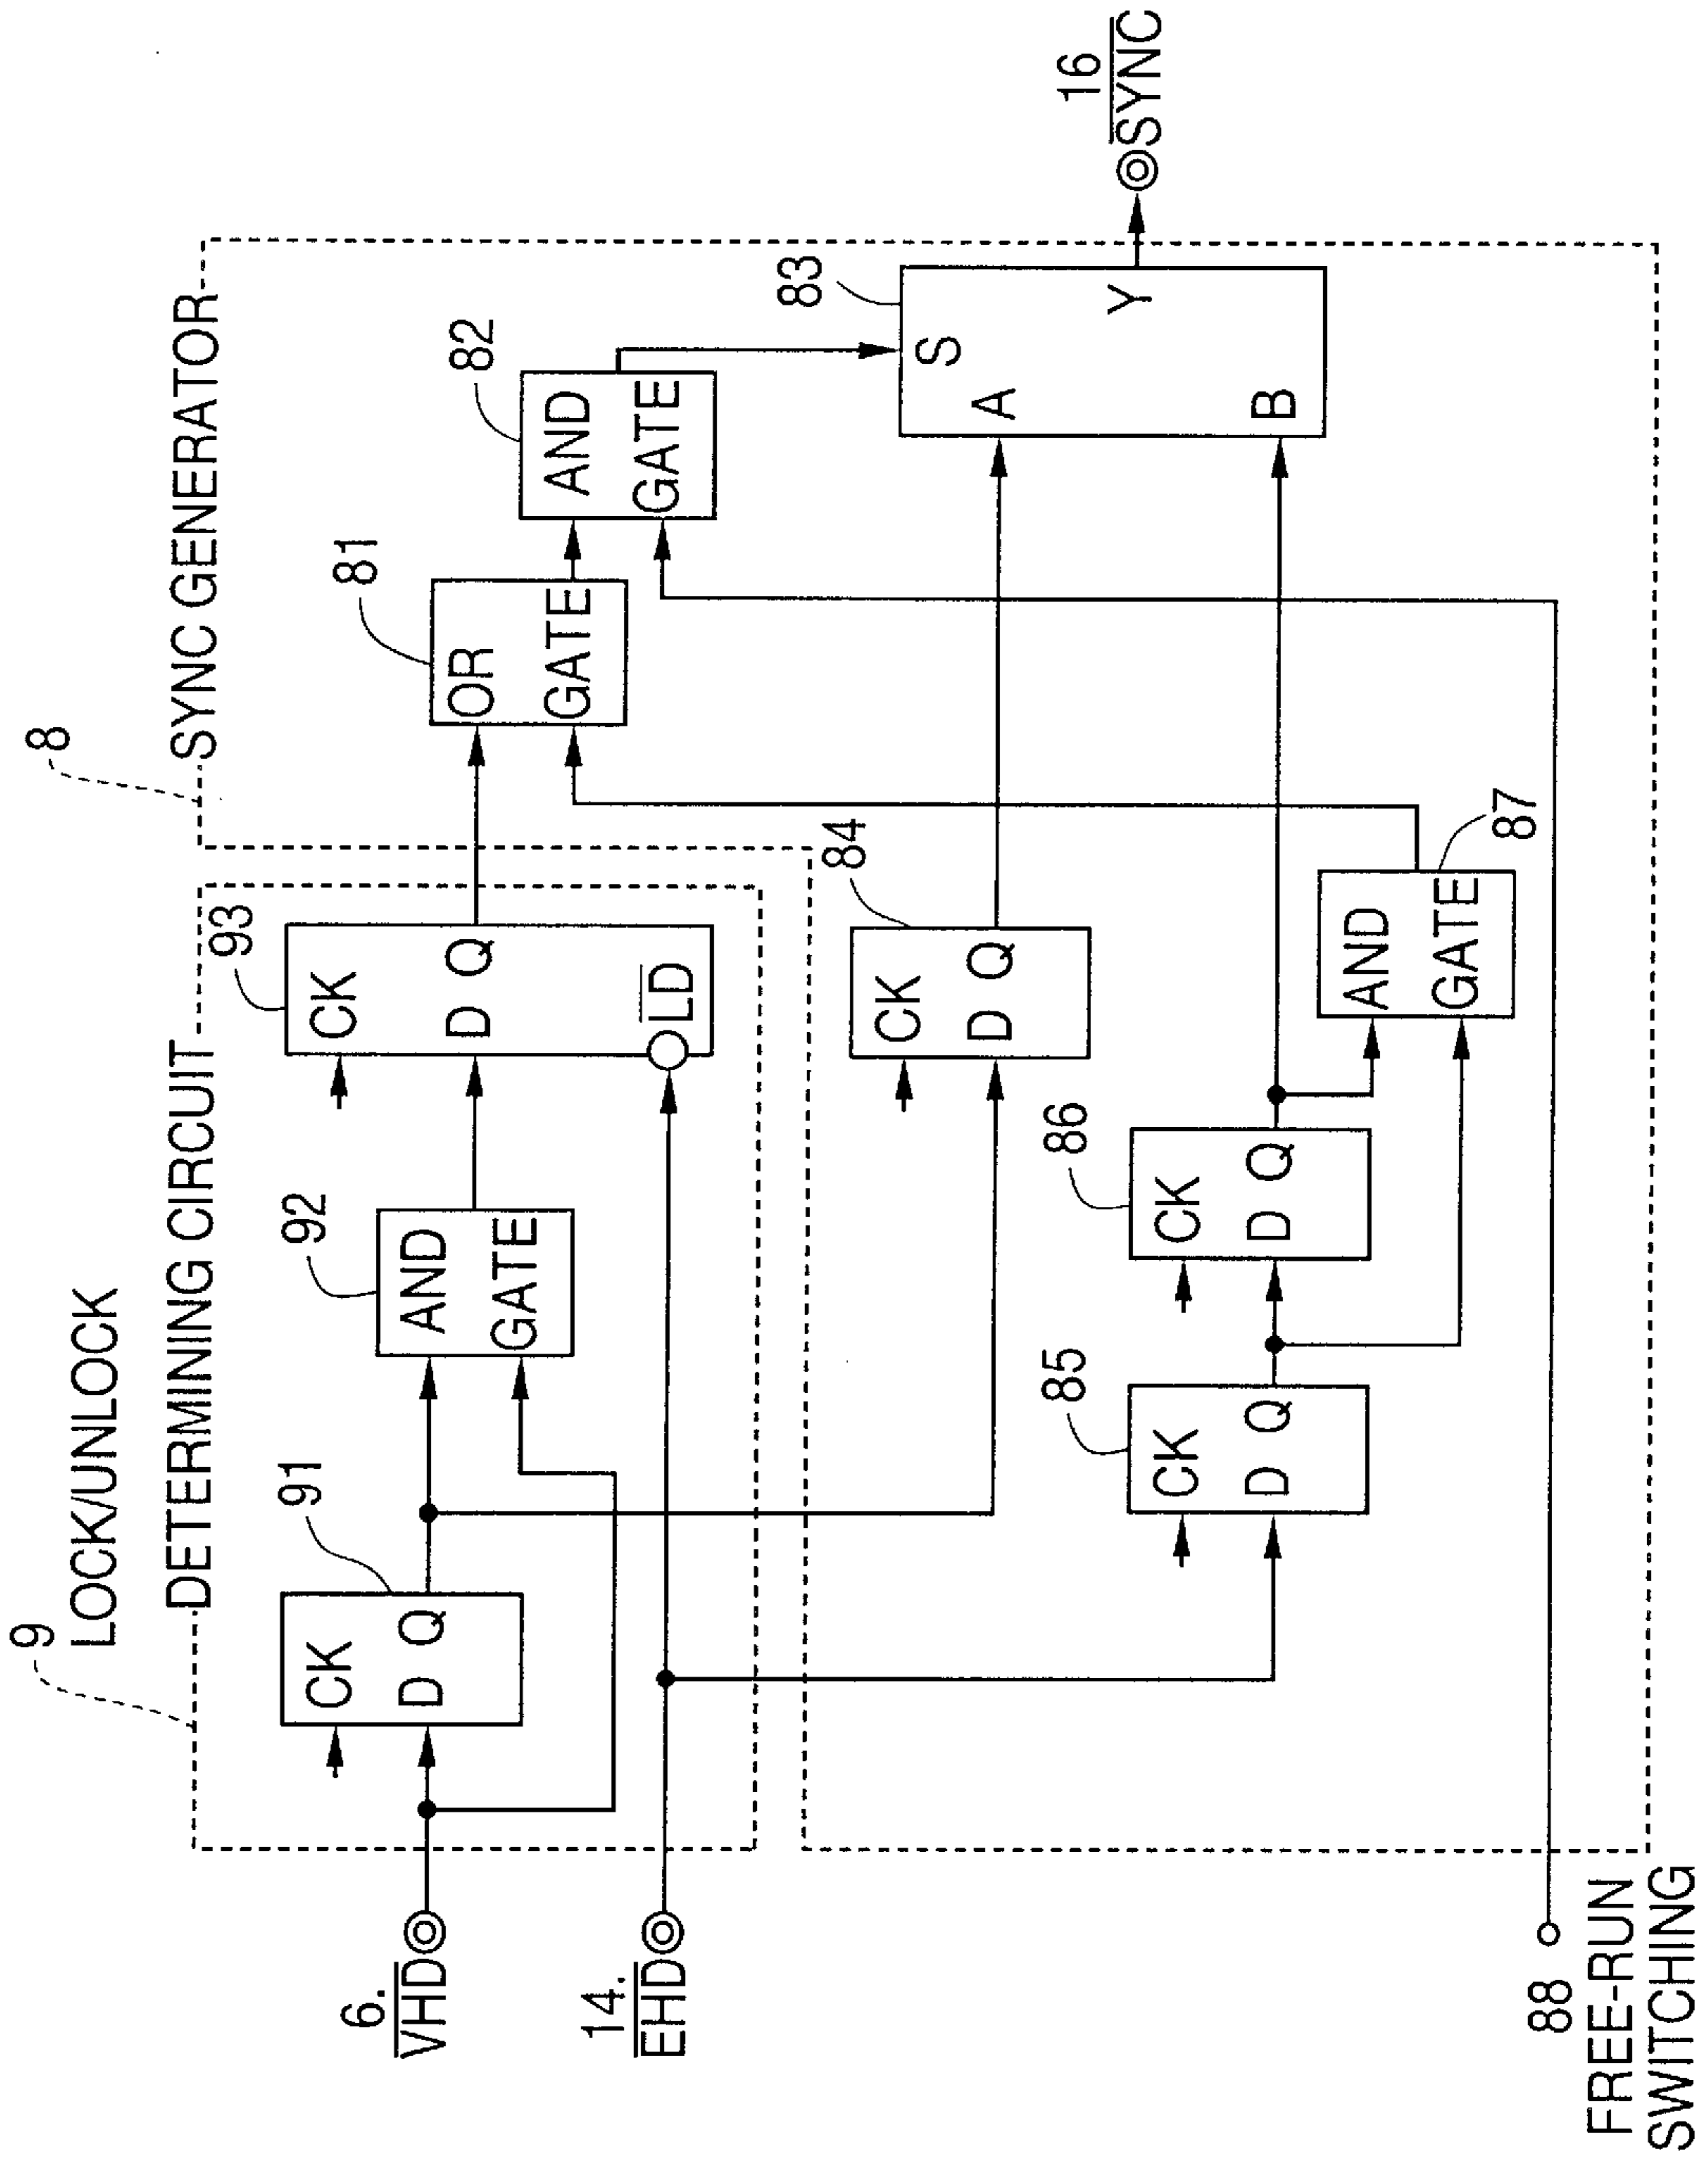 9
LOCK/UNLOCK
DETERMINING CIRCUIT
8
SYNC GENERATOR
6.
VHD
14.
EHD
91
CK
D Q
92
AND
GATE
93
CK
D Q
LD
81
OR
GATE
82
AND
GATE
83
S
A
Y
B
16
SYNC
84
CK
D Q
85
CK
D Q
86
CK
D Q
87
AND
GATE
88
FREE-RUN
SWITCHING